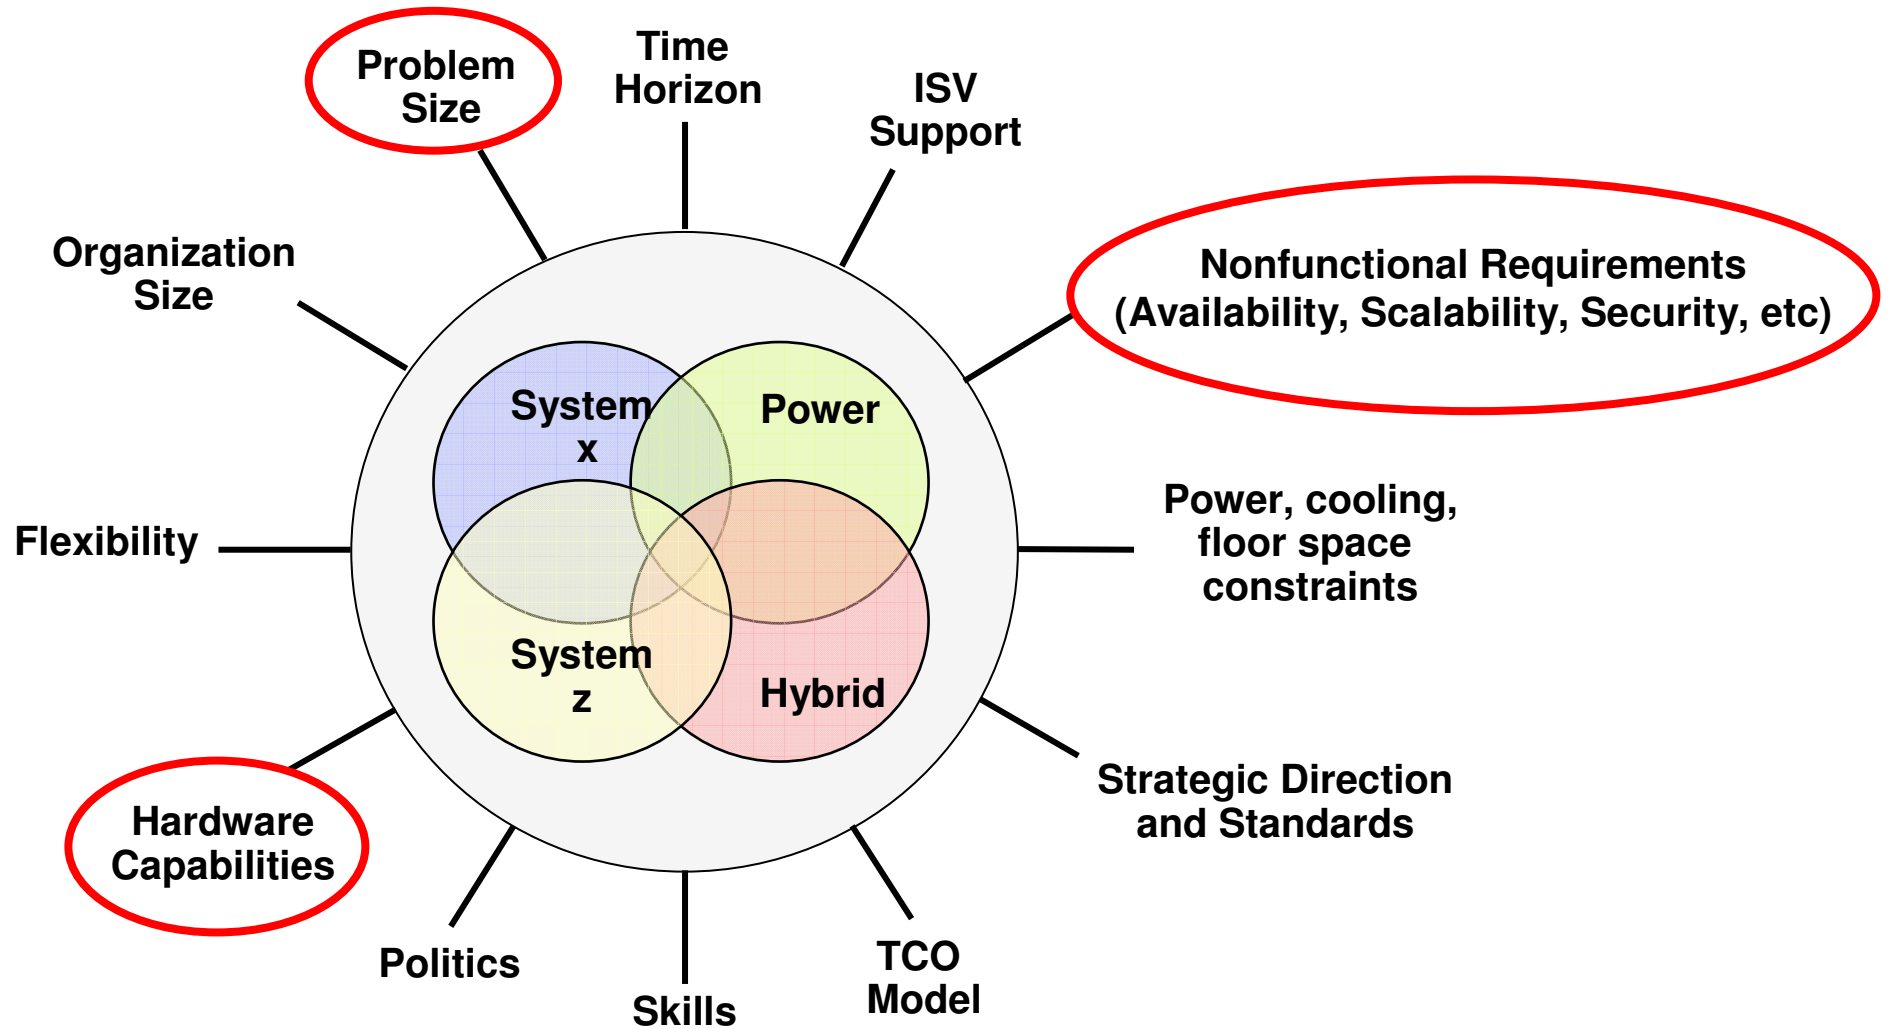 Problem
Size
Time
Horizon
ISV
Support
Organization
Size
Nonfunctional Requirements
(Availability, Scalability, Security, etc)
System
x
Power
Flexibility
Power, cooling,
floor space
constraints
System
z
Hybrid
Hardware
Capabilities
Strategic Direction
and Standards
Politics
Skills
TCO
Model